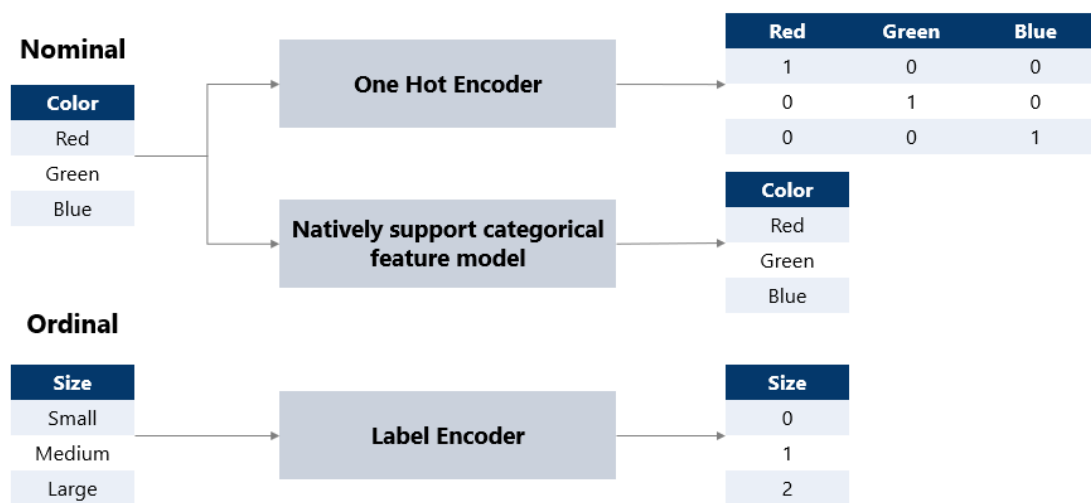 Nominal
Color
Red
Green
Blue
One Hot Encoder
Red Green Blue
1 0 0
0 1 0
0 0 1
Natively support categorical
feature model
Color
Red
Green
Blue
Ordinal
Size
Small
Medium
Large
Label Encoder
Size
0
1
2